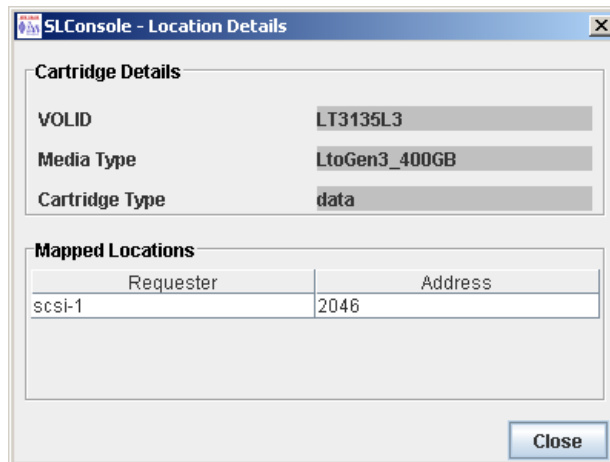 SLConsole - Location Details
Cartridge Details
VOLID LT3135L3
Media Type LtoGen3_400GB
Cartridge Type data
Mapped Locations
Requester Address
scsi-1 2046
Close